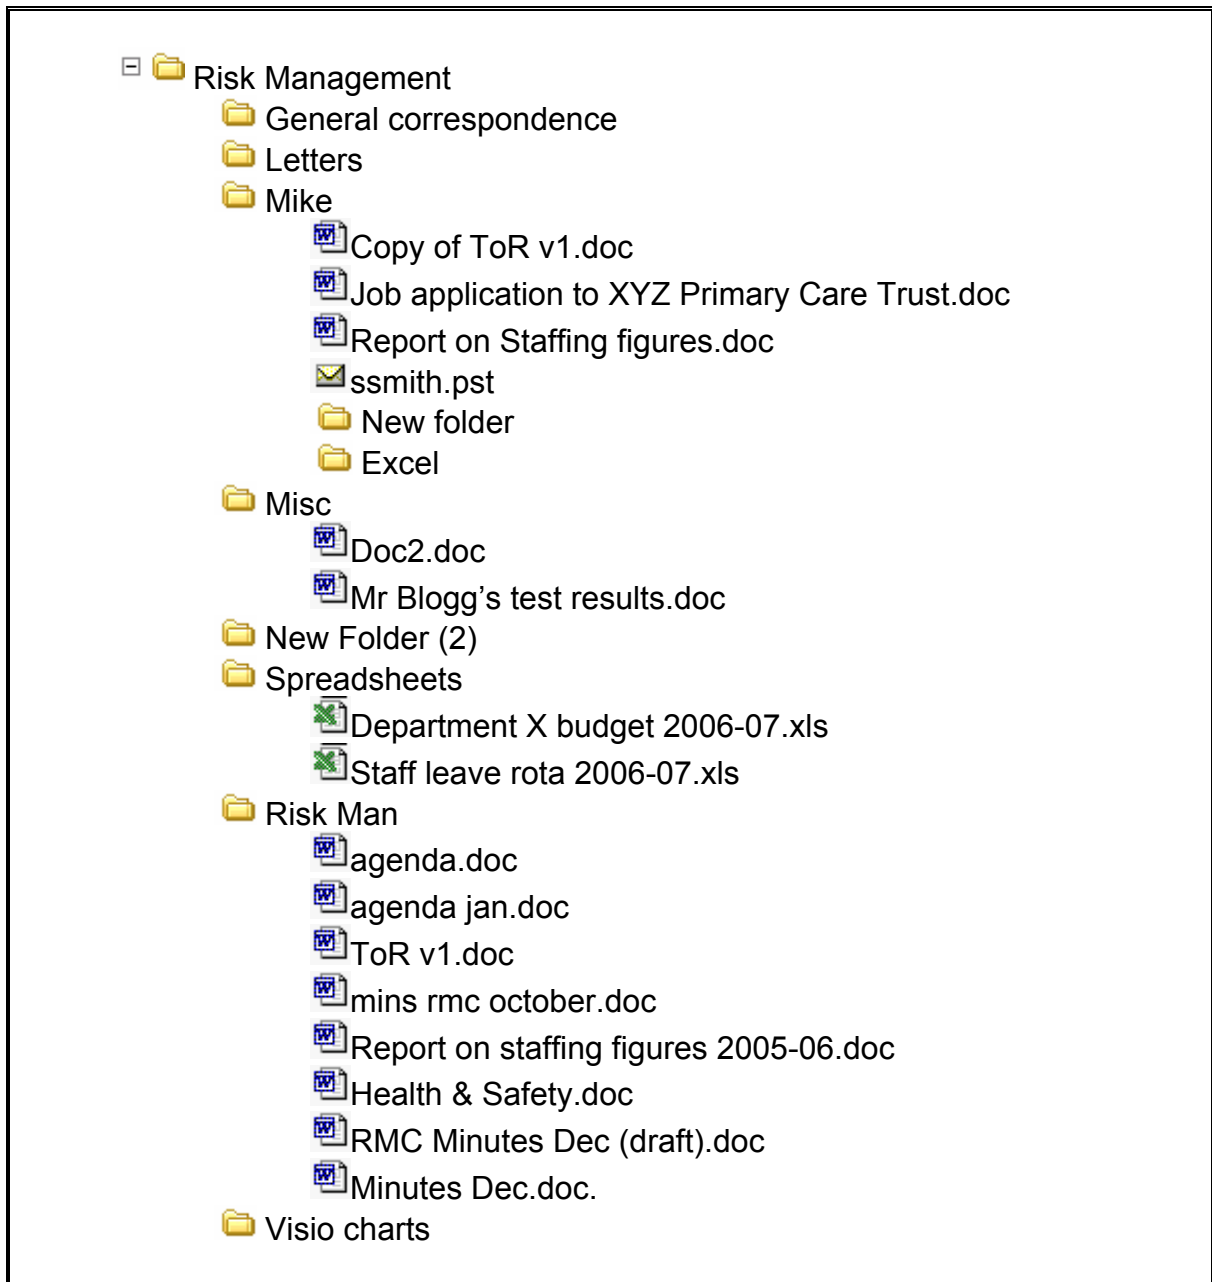 Risk Management
General correspondence
Letters
Mike
Copy of ToR v1.doc
Job application to XYZ Primary Care Trust.doc
Report on Staffing figures.doc
ssmith.pst
New folder
Excel
Misc
Doc2.doc
Mr Blogg’s test results.doc
New Folder (2)
Spreadsheets
Department X budget 2006-07.xls
Staff leave rota 2006-07.xls
Risk Man
agenda.doc
agenda jan.doc
ToR v1.doc
mins rmc october.doc
Report on staffing figures 2005-06.doc
Health & Safety.doc
RMC Minutes Dec (draft).doc
Minutes Dec.doc.
Visio charts